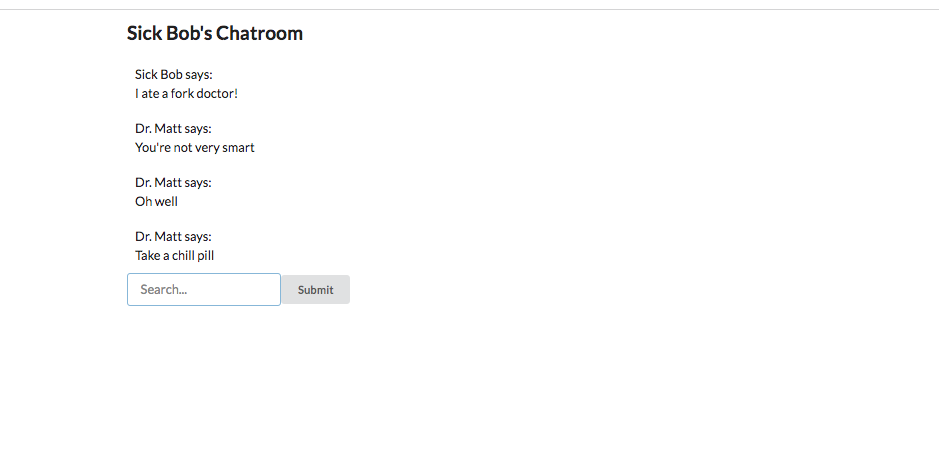 Sick Bob's Chatroom
Sick Bob says:
I ate a fork doctor!
Dr. Matt says:
You're not very smart
Dr. Matt says:
Oh well
Dr. Matt says:
Take a chill pill
Search...
Submit